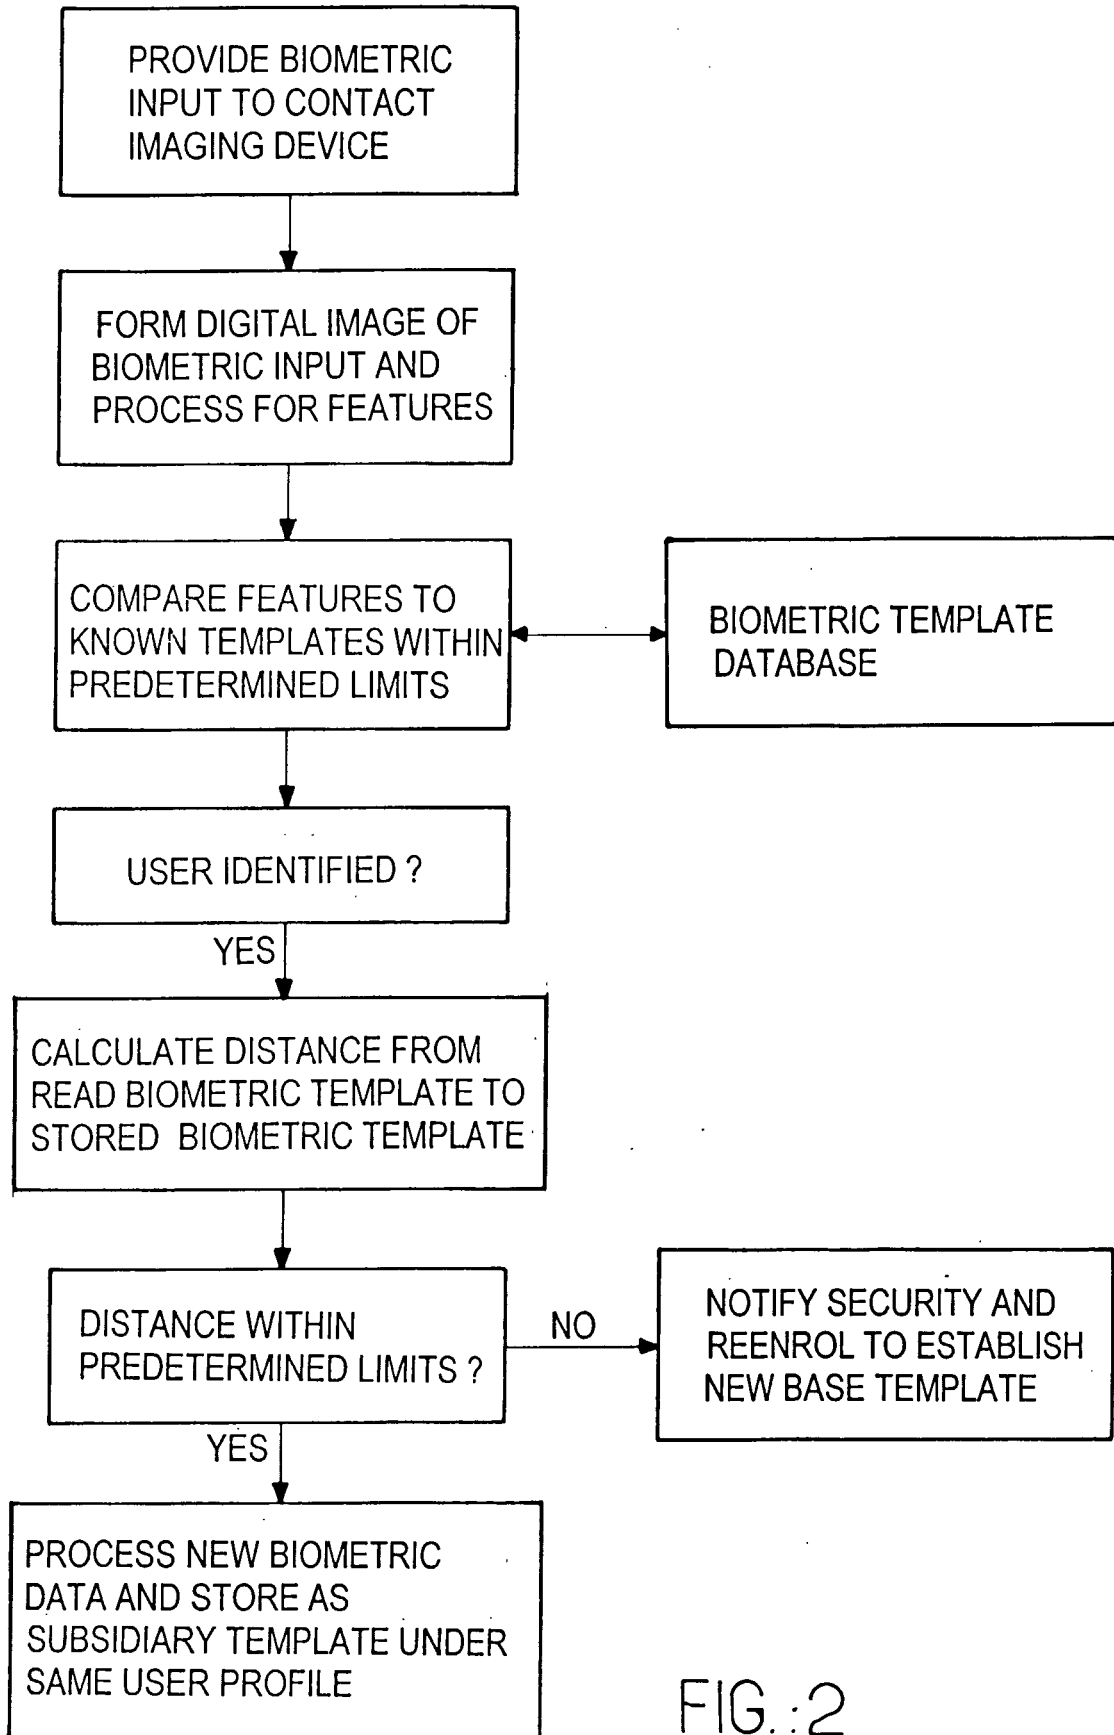 PROVIDE BIOMETRIC
INPUT TO CONTACT
IMAGING DEVICE
FORM DIGITAL IMAGE OF
BIOMETRIC INPUT AND
PROCESS FOR FEATURES
COMPARE FEATURES TO
KNOWN TEMPLATES WITHIN
PREDETERMINED LIMITS
BIOMETRIC TEMPLATE
DATABASE
USER IDENTIFIED ?
YES
CALCULATE DISTANCE FROM
READ BIOMETRIC TEMPLATE TO
STORED BIOMETRIC TEMPLATE
DISTANCE WITHIN
PREDETERMINED LIMITS ?
NO
NOTIFY SECURITY AND
REENROL TO ESTABLISH
NEW BASE TEMPLATE
YES
PROCESS NEW BIOMETRIC
DATA AND STORE AS
SUBSIDIARY TEMPLATE UNDER
SAME USER PROFILE
FIG.:2